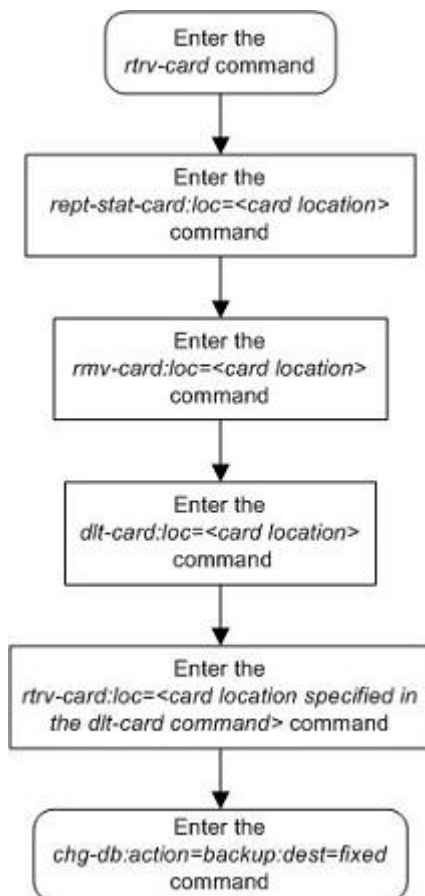 Enter the
rtrv-card command
Enter the
rept-stat-card:loc=<card location>
command
Enter the
rmv-card:loc=<card location>
command
Enter the
dlt-card:loc=<card location>
command
Enter the
rtrv-card:loc=<card location specified in
the dlt-card command> command
Enter the
chg-db:action=backup:dest=fixed
command